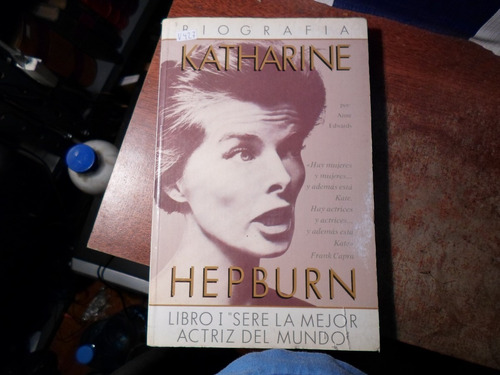 BIOGRAFIA
KATHARINE
Por
Anne
Edwards
«Hay mujeres
y mujeres...
y además está
Kate.
Hay actrices
y actrices...
y además está
Kate»
Frank Capra
HEPBURN
LIBRO I "SERE LA MEJOR
ACTRIZ DEL MUNDO"